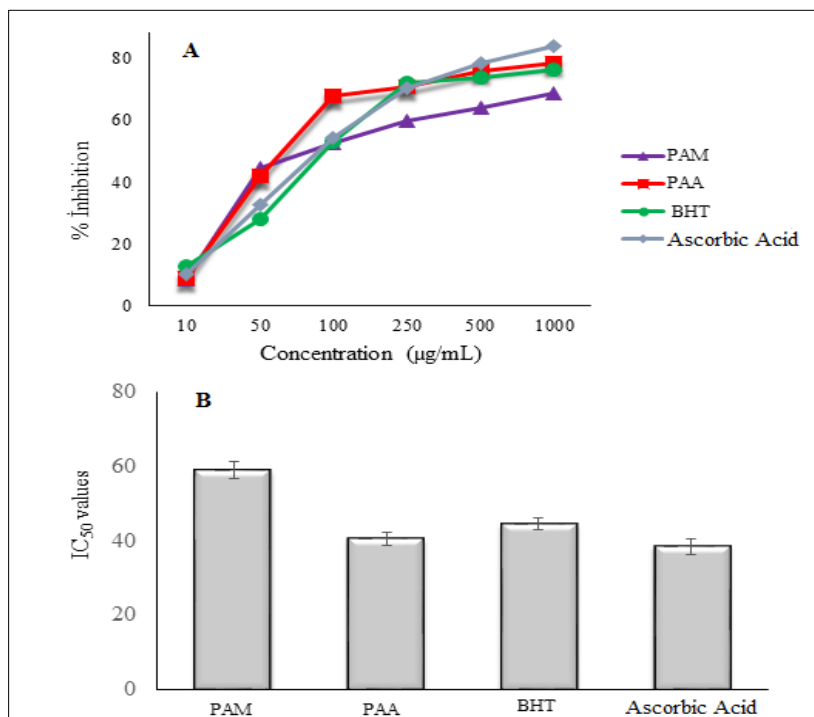 A
80
60
40
20
0
% İnhibition
10 50 100 250 500 1000
Concentration (µg/mL)
PAM
PAA
BHT
Ascorbic Acid
B
80
60
40
20
0
IC50 values
PAM PAA BHT Ascorbic Acid